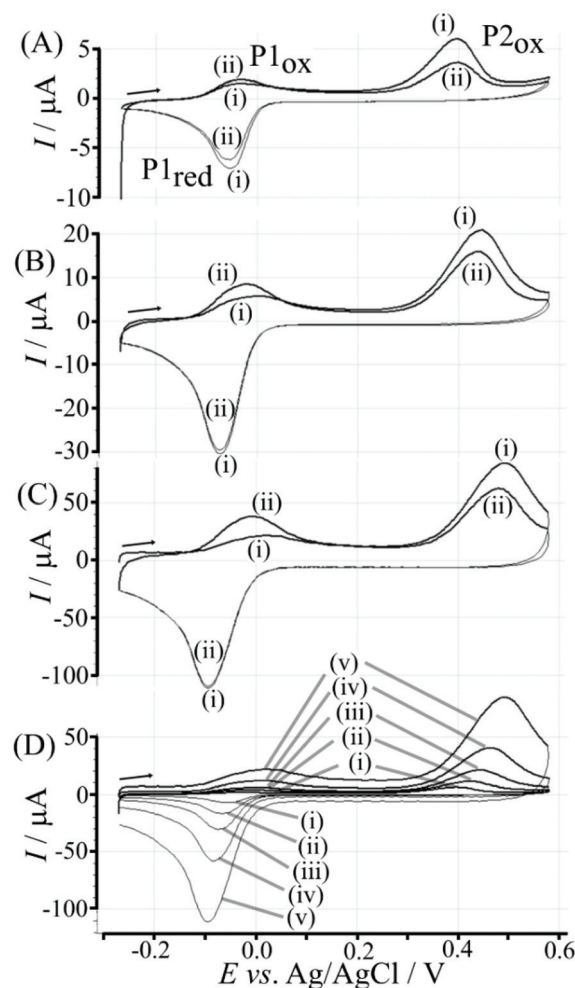 (A)
I / µA
5
0
-5
-10
(i)
(ii)
P1ox
(i)
P2ox
(ii)
(ii)
P1red
(i)
(B)
I / µA
20
10
0
-10
-20
-30
(i)
(ii)
(ii)
(i)
(ii)
(i)
(C)
I / µA
50
0
-50
-100
(i)
(ii)
(ii)
(i)
(ii)
(i)
(D)
I / µA
50
0
-50
-100
(v)
(iv)
(iii)
(ii)
(i)
(i)
(ii)
(iii)
(iv)
(v)
-0.2 0.0 0.2 0.4 0.6
E vs. Ag/AgCl / V